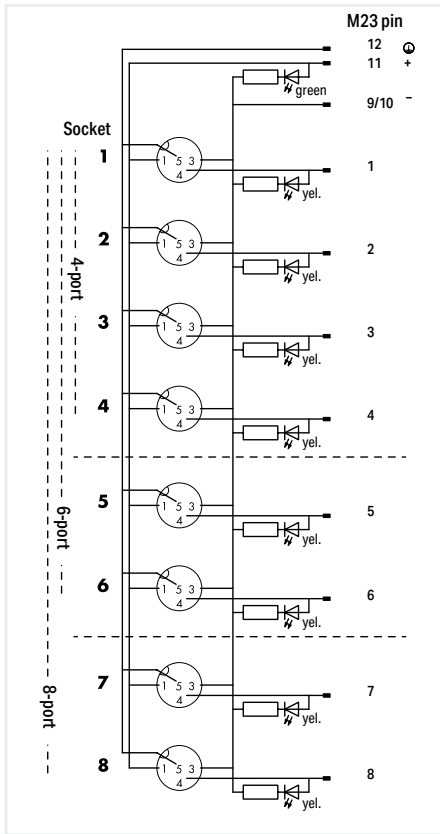 M23 pin
12
11 +
green
9/10 –
Socket
1
1 5 3
4
1
yel.
2
1 5 3
4
2
yel.
4-port
3
1 5 3
4
3
yel.
4
1 5 3
4
4
yel.
5
1 5 3
4
5
yel.
6-port
6
1 5 3
4
6
yel.
7
1 5 3
4
7
yel.
8-port
8
1 5 3
4
8
yel.